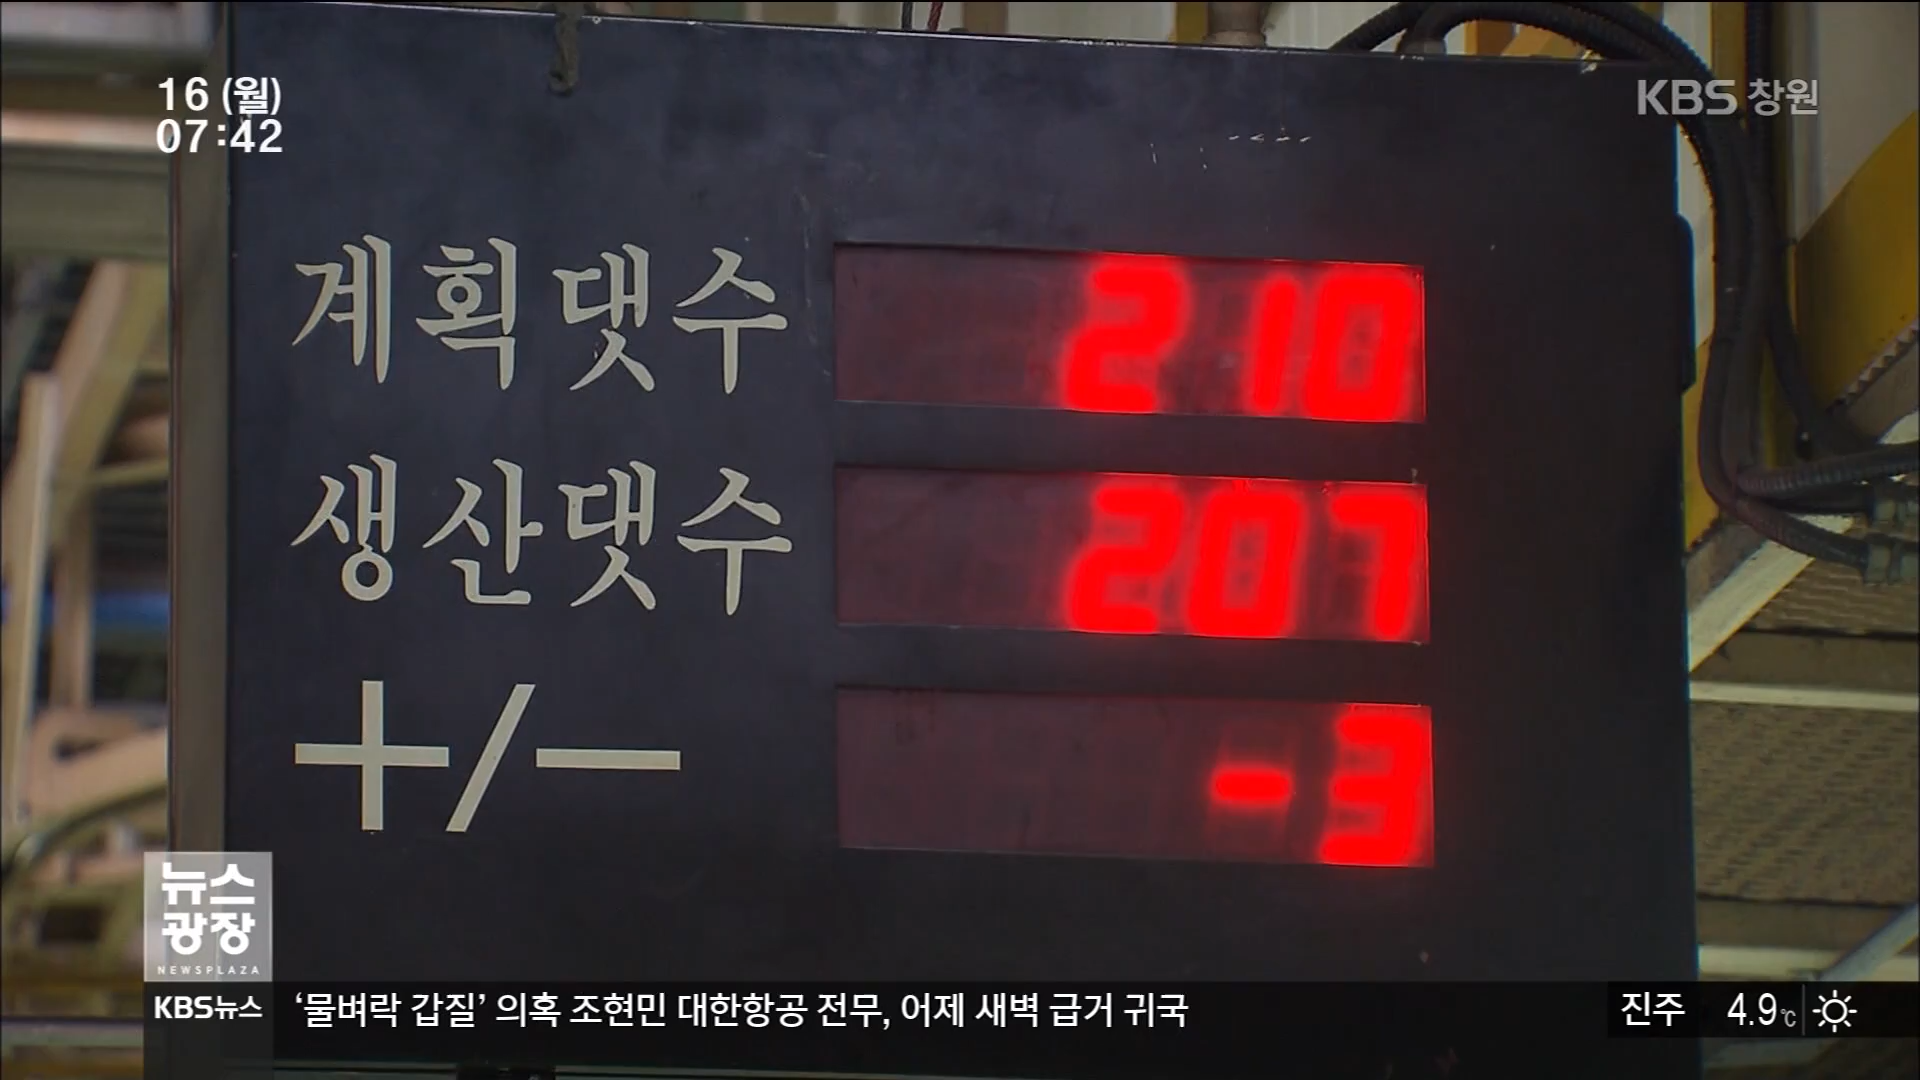 16 (월)
07:42
KBS 창원
계획댓수 210
생산댓수 207
+/- -3
뉴스
광장
NEWSPLAZA
KBS뉴스 ‘물벼락 갑질’ 의혹 조현민 대한항공 전무, 어제 새벽 급거 귀국
진주 4.9℃